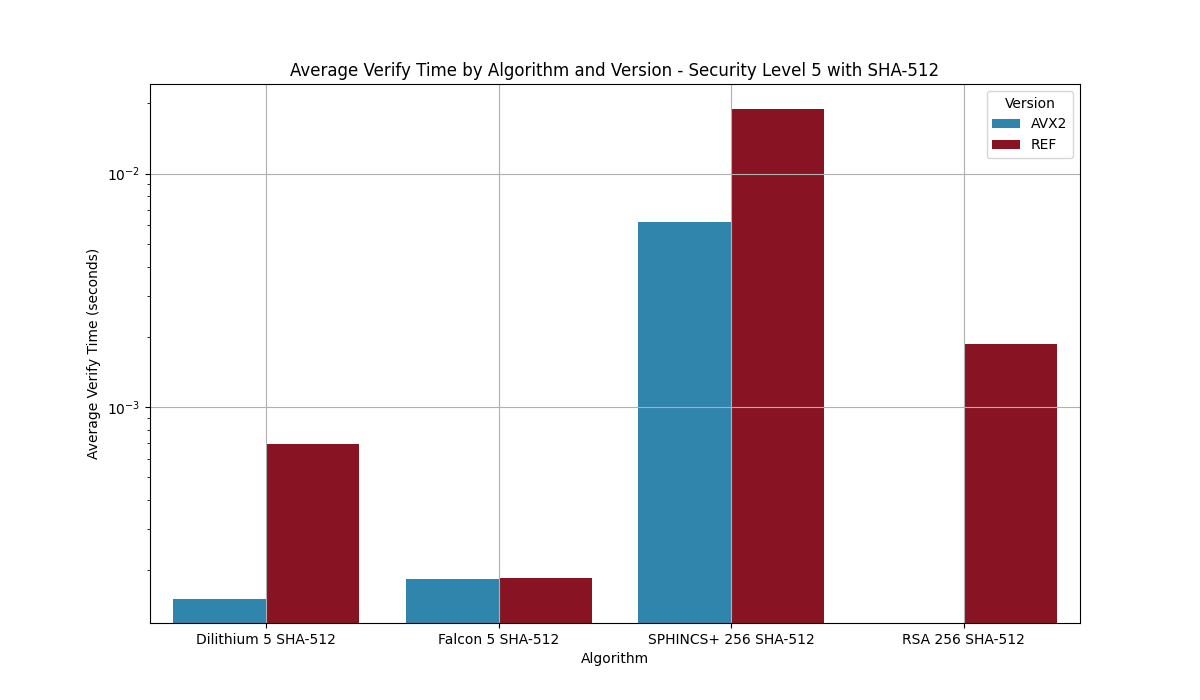 Average Verify Time by Algorithm and Version - Security Level 5 with SHA-512
Version
AVX2
REF
10⁻²
10⁻³
Average Verify Time (seconds)
Dilithium 5 SHA-512
Falcon 5 SHA-512
SPHINCS+ 256 SHA-512
RSA 256 SHA-512
Algorithm